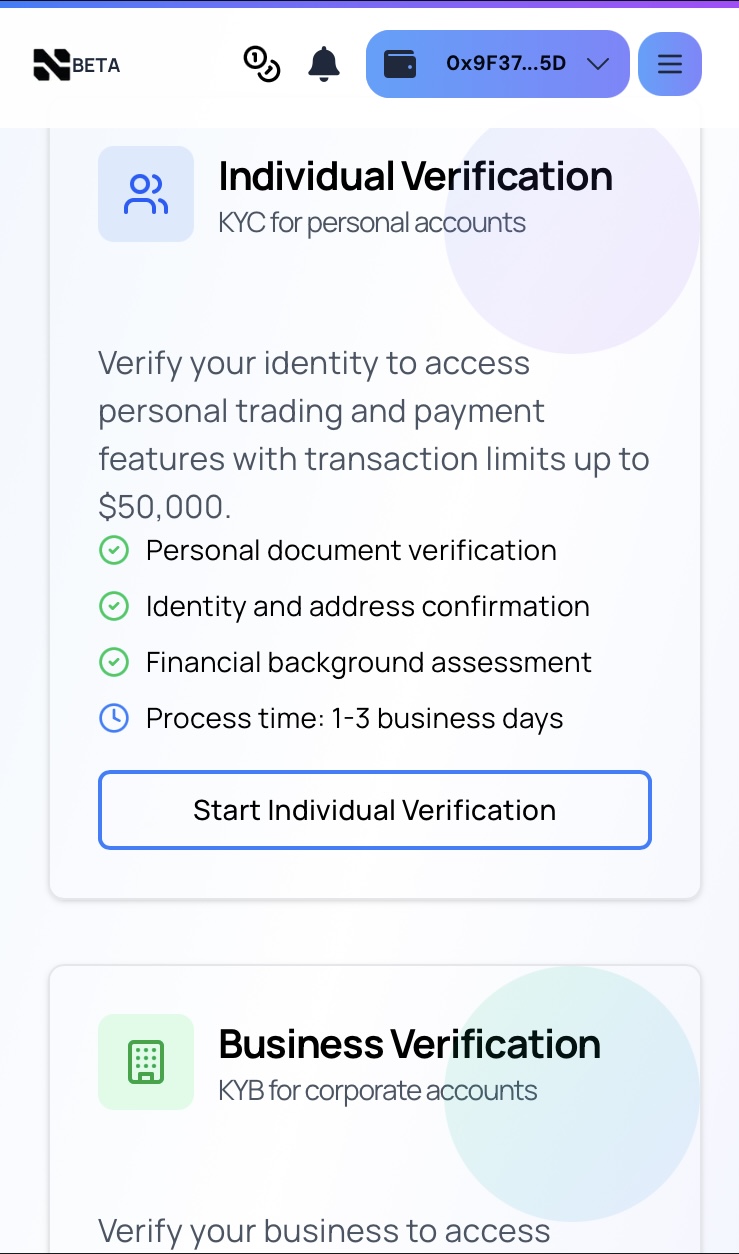 BETA
0x9F37...5D
Individual Verification
KYC for personal accounts
Verify your identity to access
personal trading and payment
features with transaction limits up to
$50,000.
Personal document verification
Identity and address confirmation
Financial background assessment
Process time: 1-3 business days
Start Individual Verification
Business Verification
KYB for corporate accounts
Verify your business to access